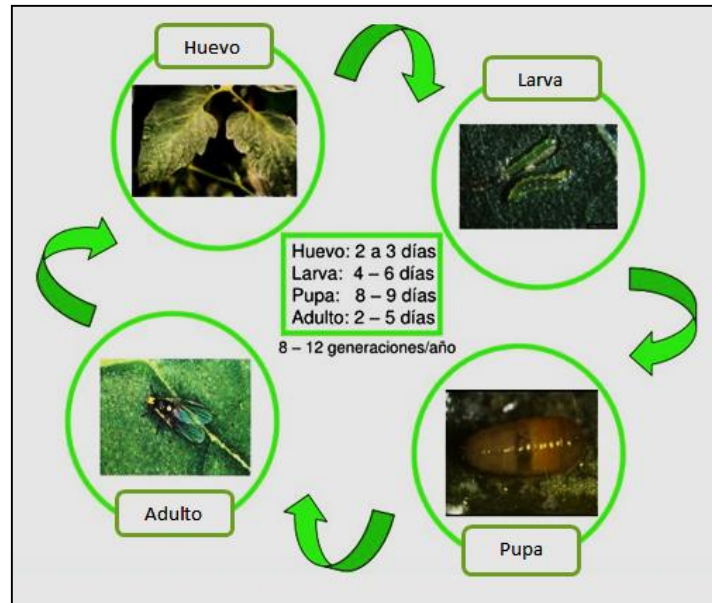 Huevo
Larva
Huevo: 2 a 3 días
Larva: 4 – 6 días
Pupa: 8 – 9 días
Adulto: 2 – 5 días
8 – 12 generaciones/año
Adulto
Pupa